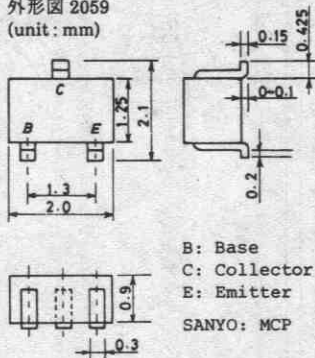 外形図 2059
(unit : mm)
C
B E
1.3
2.0
1.25
2.1
0.15
0.425
0~0.1
0.2
0.9
0.3
B: Base
C: Collector
E: Emitter
SANYO: MCP